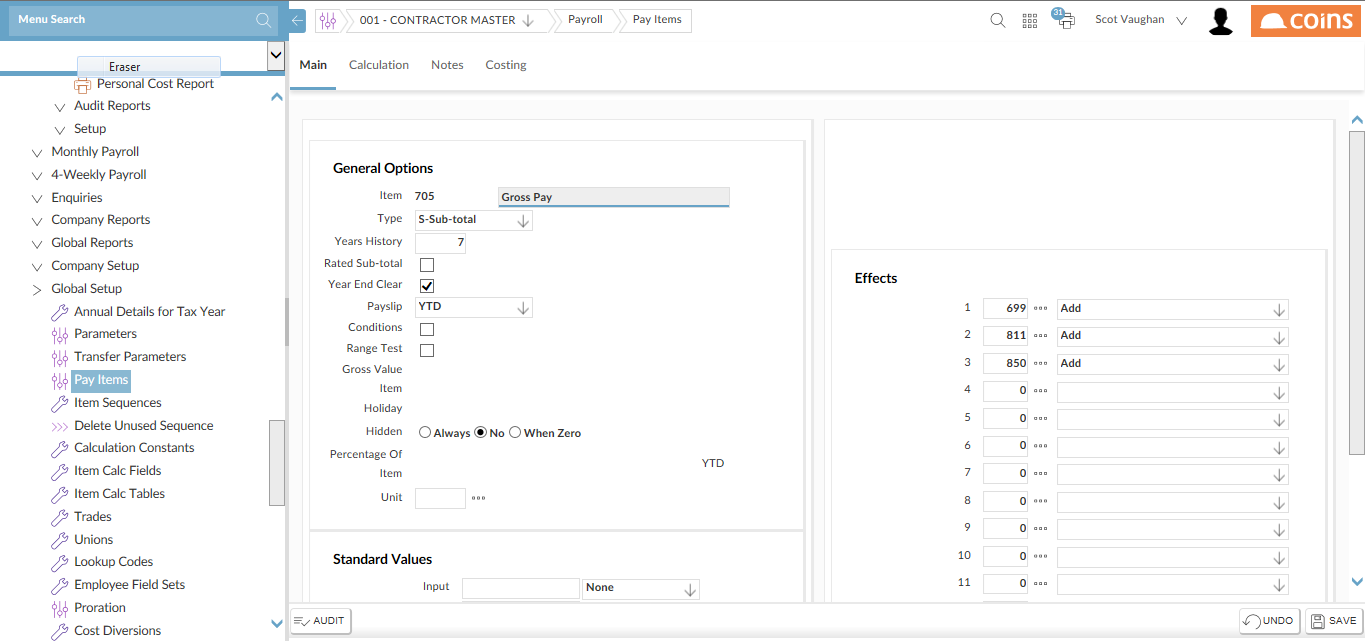 Menu Search
001 - CONTRACTOR MASTER
Payroll
Pay Items
31
Scot Vaughan
coins
Eraser
Personal Cost Report
Audit Reports
Setup
Monthly Payroll
4-Weekly Payroll
Enquiries
Company Reports
Global Reports
Company Setup
Global Setup
Annual Details for Tax Year
Parameters
Transfer Parameters
Pay Items
Item Sequences
Delete Unused Sequence
Calculation Constants
Item Calc Fields
Item Calc Tables
Trades
Unions
Lookup Codes
Employee Field Sets
Proration
Cost Diversions
Main Calculation Notes Costing
General Options
Item 705 Gross Pay
Type S-Sub-total
Years History 7
Rated Sub-total
Year End Clear
Payslip YTD
Conditions
Range Test
Gross Value
Item
Holiday
Hidden Always No When Zero
Percentage Of
Item
YTD
Unit
Standard Values
Input None
Effects
1 699 Add
2 811 Add
3 850 Add
4 0
5 0
6 0
7 0
8 0
9 0
10 0
11 0
AUDIT
UNDO
SAVE